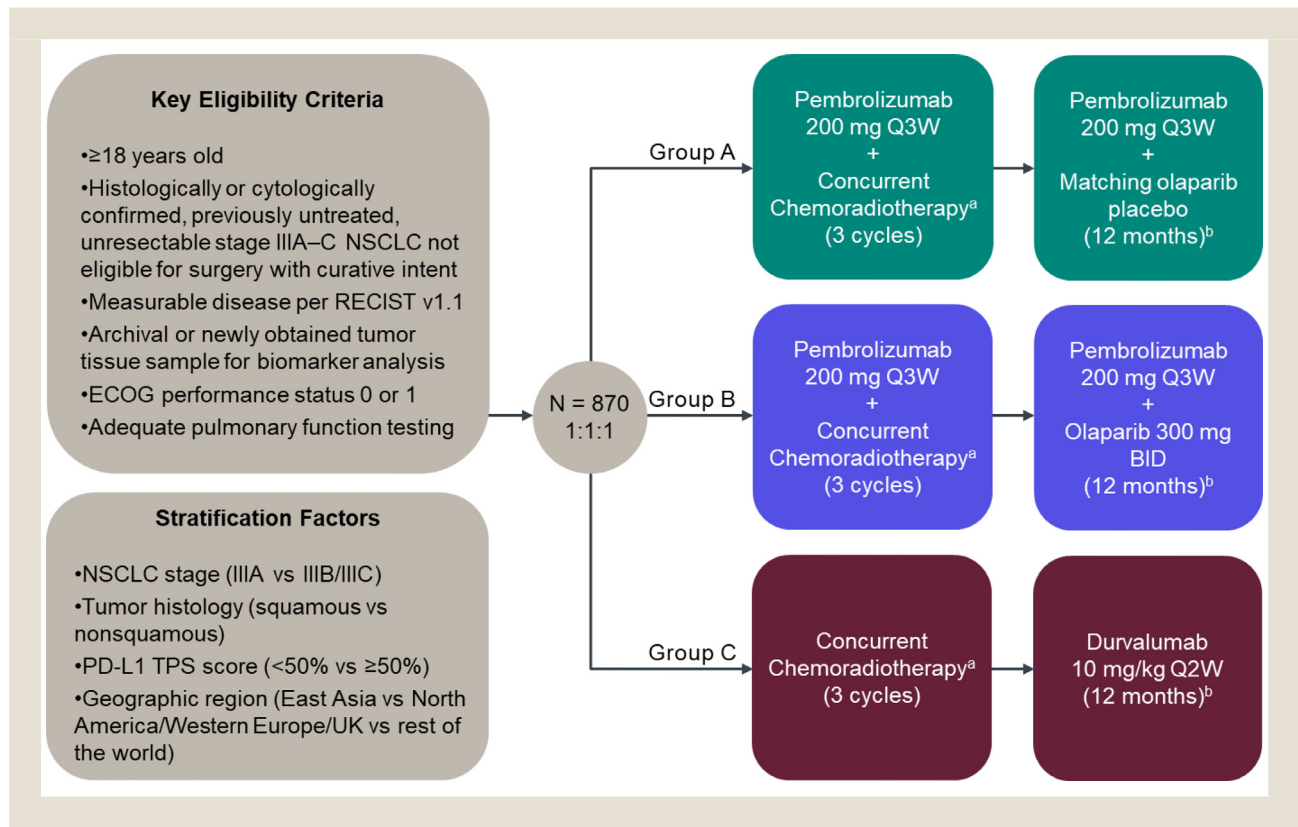 Key Eligibility Criteria
•≥18 years old
•Histologically or cytologically
confirmed, previously untreated,
unresectable stage IIIA–C NSCLC not
eligible for surgery with curative intent
•Measurable disease per RECIST v1.1
•Archival or newly obtained tumor
tissue sample for biomarker analysis
•ECOG performance status 0 or 1
•Adequate pulmonary function testing
Stratification Factors
•NSCLC stage (IIIA vs IIIB/IIIC)
•Tumor histology (squamous vs
nonsquamous)
•PD-L1 TPS score (<50% vs ≥50%)
•Geographic region (East Asia vs North
America/Western Europe/UK vs rest of
the world)
N = 870
1:1:1
Group A
Pembrolizumab
200 mg Q3W
+
Concurrent
Chemoradiotherapyᵃ
(3 cycles)
Pembrolizumab
200 mg Q3W
+
Matching olaparib
placebo
(12 months)ᵇ
Group B
Pembrolizumab
200 mg Q3W
+
Concurrent
Chemoradiotherapyᵃ
(3 cycles)
Pembrolizumab
200 mg Q3W
+
Olaparib 300 mg
BID
(12 months)ᵇ
Group C
Concurrent
Chemoradiotherapyᵃ
(3 cycles)
Durvalumab
10 mg/kg Q2W
(12 months)ᵇ